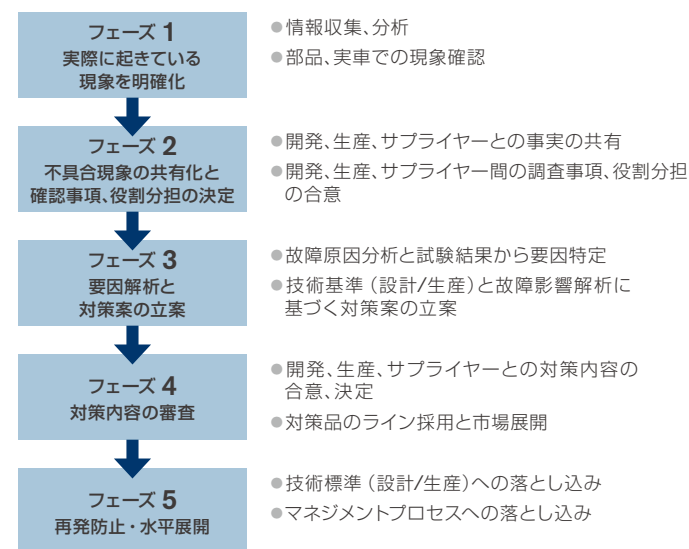 フェーズ 1
実際に起きている
現象を明確化
●情報収集、分析
●部品、実車での現象確認
フェーズ 2
不具合現象の共有化と
確認事項、役割分担の決定
●開発、生産、サプライヤーとの事実の共有
●開発、生産、サプライヤー間の調査事項、役割分担
の合意
フェーズ 3
要因解析と
対策案の立案
●故障原因分析と試験結果から要因特定
●技術基準（設計/生産）と故障影響解析に
基づく対策案の立案
フェーズ 4
対策内容の審査
●開発、生産、サプライヤーとの対策内容の
合意、決定
●対策品のライン採用と市場展開
フェーズ 5
再発防止・水平展開
●技術標準（設計/生産）への落とし込み
●マネジメントプロセスへの落とし込み